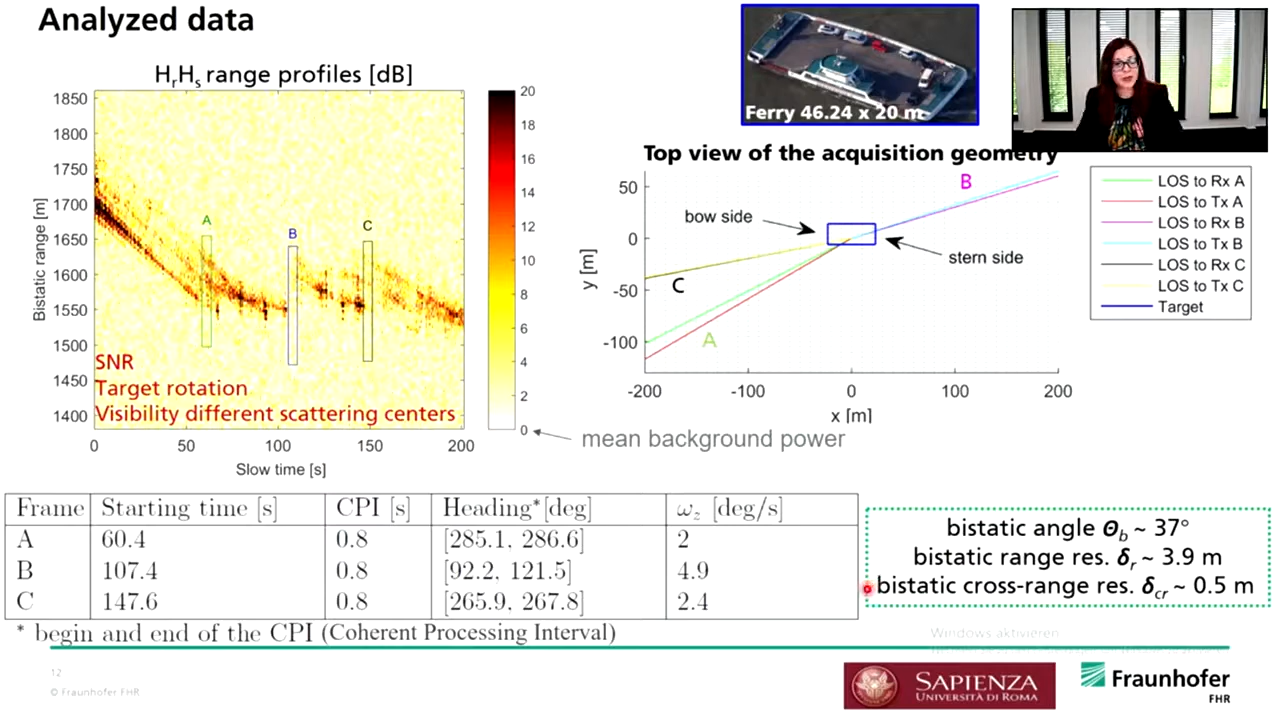 Analyzed data
HrHs range profiles [dB]
1850
1800
1750
1700
1650
1600
1550
1500
1450
1400
Bistatic range [m]
A
B
C
SNR
Target rotation
Visibility different scattering centers
0
50
100
150
200
Slow time [s]
20
18
16
14
12
10
8
6
4
2
0
mean background power
Ferry 46.24 x 20 m
Top view of the acquisition geometry
50
0
-50
-100
y [m]
bow side
stern side
B
C
A
-200
-100
0
100
200
x [m]
LOS to Rx A
LOS to Tx A
LOS to Rx B
LOS to Tx B
LOS to Rx C
LOS to Tx C
Target
Frame Starting time [s] CPI [s] Heading*[deg] ωz [deg/s]
A 60.4 0.8 [285.1, 286.6] 2
B 107.4 0.8 [92.2, 121.5] 4.9
C 147.6 0.8 [265.9, 267.8] 2.4
* begin and end of the CPI (Coherent Processing Interval)
bistatic angle Θb ~ 37°
bistatic range res. δr ~ 3.9 m
bistatic cross-range res. δcr ~ 0.5 m
Windows aktivieren
12
© Fraunhofer FHR
SAPIENZA
UNIVERSITÀ DI ROMA
Fraunhofer
FHR